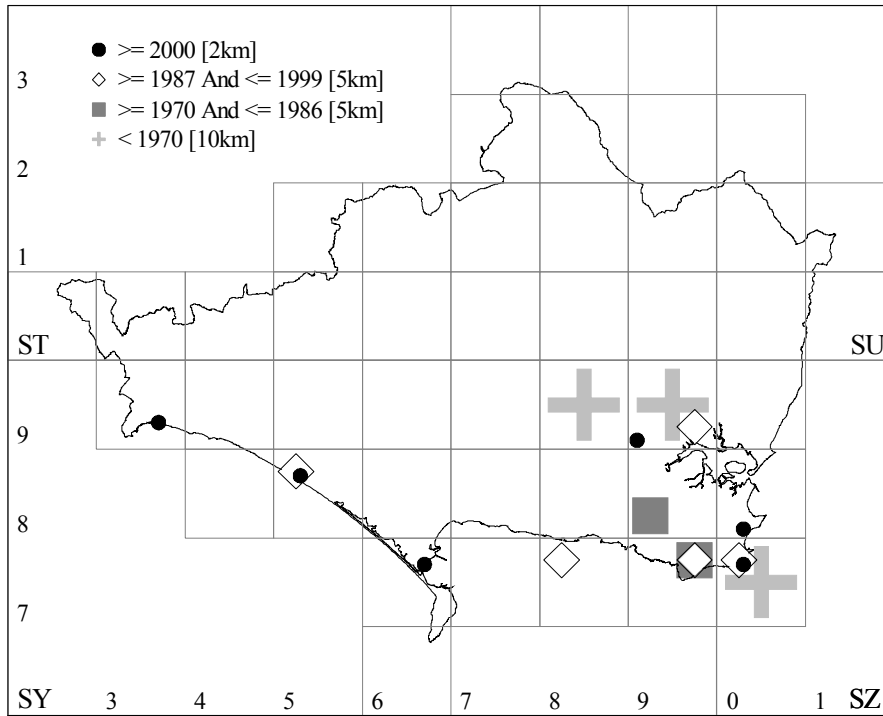 >= 2000 [2km]
3
>= 1987 And <= 1999 [5km]
>= 1970 And <= 1986 [5km]
< 1970 [10km]
2
1
ST SU
9
8
7
SY 3 4 5 6 7 8 9 0 1 SZ